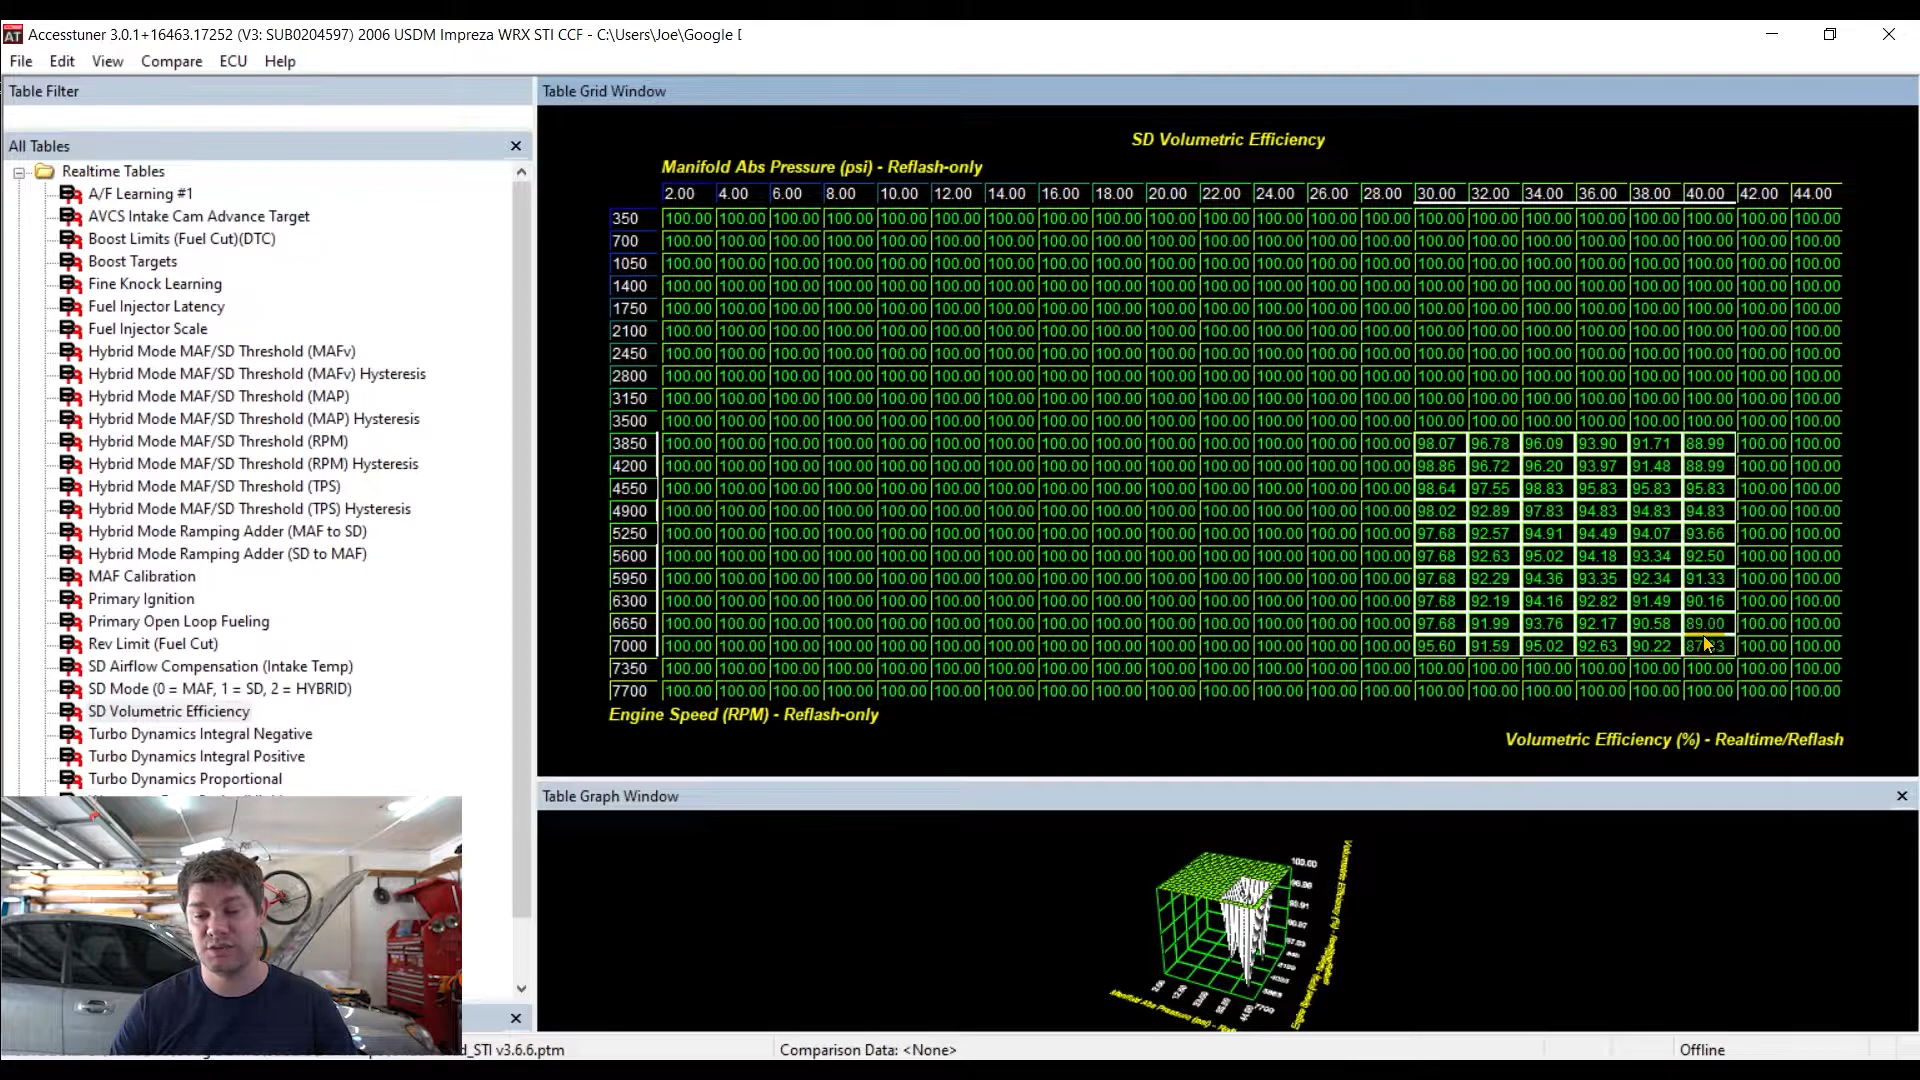 Accesstuner 3.0.1+16463.17252 (V3: SUB0204597) 2006 USDM Impreza WRX STI CCF - C:\Users\Joe\Google [
File Edit View Compare ECU Help
Table Filter
All Tables
Realtime Tables
A/F Learning #1
AVCS Intake Cam Advance Target
Boost Limits (Fuel Cut)(DTC)
Boost Targets
Fine Knock Learning
Fuel Injector Latency
Fuel Injector Scale
Hybrid Mode MAF/SD Threshold (MAFv)
Hybrid Mode MAF/SD Threshold (MAFv) Hysteresis
Hybrid Mode MAF/SD Threshold (MAP)
Hybrid Mode MAF/SD Threshold (MAP) Hysteresis
Hybrid Mode MAF/SD Threshold (RPM)
Hybrid Mode MAF/SD Threshold (RPM) Hysteresis
Hybrid Mode MAF/SD Threshold (TPS)
Hybrid Mode MAF/SD Threshold (TPS) Hysteresis
Hybrid Mode Ramping Adder (MAF to SD)
Hybrid Mode Ramping Adder (SD to MAF)
MAF Calibration
Primary Ignition
Primary Open Loop Fueling
Rev Limit (Fuel Cut)
SD Airflow Compensation (Intake Temp)
SD Mode (0 = MAF, 1 = SD, 2 = HYBRID)
SD Volumetric Efficiency
Turbo Dynamics Integral Negative
Turbo Dynamics Integral Positive
Turbo Dynamics Proportional
Table Grid Window
SD Volumetric Efficiency
Manifold Abs Pressure (psi) - Reflash-only
2.00 4.00 6.00 8.00 10.00 12.00 14.00 16.00 18.00 20.00 22.00 24.00 26.00 28.00 30.00 32.00 34.00 36.00 38.00 40.00 42.00 44.00
350 100.00 100.00 100.00 100.00 100.00 100.00 100.00 100.00 100.00 100.00 100.00 100.00 100.00 100.00 100.00 100.00 100.00 100.00 100.00 100.00 100.00 100.00
700 100.00 100.00 100.00 100.00 100.00 100.00 100.00 100.00 100.00 100.00 100.00 100.00 100.00 100.00 100.00 100.00 100.00 100.00 100.00 100.00 100.00 100.00
1050 100.00 100.00 100.00 100.00 100.00 100.00 100.00 100.00 100.00 100.00 100.00 100.00 100.00 100.00 100.00 100.00 100.00 100.00 100.00 100.00 100.00 100.00
1400 100.00 100.00 100.00 100.00 100.00 100.00 100.00 100.00 100.00 100.00 100.00 100.00 100.00 100.00 100.00 100.00 100.00 100.00 100.00 100.00 100.00 100.00
1750 100.00 100.00 100.00 100.00 100.00 100.00 100.00 100.00 100.00 100.00 100.00 100.00 100.00 100.00 100.00 100.00 100.00 100.00 100.00 100.00 100.00 100.00
2100 100.00 100.00 100.00 100.00 100.00 100.00 100.00 100.00 100.00 100.00 100.00 100.00 100.00 100.00 100.00 100.00 100.00 100.00 100.00 100.00 100.00 100.00
2450 100.00 100.00 100.00 100.00 100.00 100.00 100.00 100.00 100.00 100.00 100.00 100.00 100.00 100.00 100.00 100.00 100.00 100.00 100.00 100.00 100.00 100.00
2800 100.00 100.00 100.00 100.00 100.00 100.00 100.00 100.00 100.00 100.00 100.00 100.00 100.00 100.00 100.00 100.00 100.00 100.00 100.00 100.00 100.00 100.00
3150 100.00 100.00 100.00 100.00 100.00 100.00 100.00 100.00 100.00 100.00 100.00 100.00 100.00 100.00 100.00 100.00 100.00 100.00 100.00 100.00 100.00 100.00
3500 100.00 100.00 100.00 100.00 100.00 100.00 100.00 100.00 100.00 100.00 100.00 100.00 100.00 100.00 100.00 100.00 100.00 100.00 100.00 100.00 100.00 100.00
3850 100.00 100.00 100.00 100.00 100.00 100.00 100.00 100.00 100.00 100.00 100.00 100.00 100.00 100.00 98.07 96.78 96.09 93.90 91.71 88.99 100.00 100.00
4200 100.00 100.00 100.00 100.00 100.00 100.00 100.00 100.00 100.00 100.00 100.00 100.00 100.00 100.00 98.86 96.72 96.20 93.97 91.48 88.99 100.00 100.00
4550 100.00 100.00 100.00 100.00 100.00 100.00 100.00 100.00 100.00 100.00 100.00 100.00 100.00 100.00 98.64 97.55 98.83 95.83 95.83 95.83 100.00 100.00
4900 100.00 100.00 100.00 100.00 100.00 100.00 100.00 100.00 100.00 100.00 100.00 100.00 100.00 100.00 98.02 92.89 97.83 94.83 94.83 94.83 100.00 100.00
5250 100.00 100.00 100.00 100.00 100.00 100.00 100.00 100.00 100.00 100.00 100.00 100.00 100.00 100.00 97.68 92.57 94.91 94.49 94.07 93.66 100.00 100.00
5600 100.00 100.00 100.00 100.00 100.00 100.00 100.00 100.00 100.00 100.00 100.00 100.00 100.00 100.00 97.68 92.63 95.02 94.18 93.34 92.50 100.00 100.00
5950 100.00 100.00 100.00 100.00 100.00 100.00 100.00 100.00 100.00 100.00 100.00 100.00 100.00 100.00 97.68 92.29 94.36 93.35 92.34 91.33 100.00 100.00
6300 100.00 100.00 100.00 100.00 100.00 100.00 100.00 100.00 100.00 100.00 100.00 100.00 100.00 100.00 97.68 92.19 94.16 92.82 91.49 90.16 100.00 100.00
6650 100.00 100.00 100.00 100.00 100.00 100.00 100.00 100.00 100.00 100.00 100.00 100.00 100.00 100.00 97.68 91.99 93.76 92.17 90.58 89.00 100.00 100.00
7000 100.00 100.00 100.00 100.00 100.00 100.00 100.00 100.00 100.00 100.00 100.00 100.00 100.00 100.00 95.60 91.59 95.02 92.63 90.22 100.00 100.00
7350 100.00 100.00 100.00 100.00 100.00 100.00 100.00 100.00 100.00 100.00 100.00 100.00 100.00 100.00 100.00 100.00 100.00 100.00 100.00 100.00 100.00 100.00
7700 100.00 100.00 100.00 100.00 100.00 100.00 100.00 100.00 100.00 100.00 100.00 100.00 100.00 100.00 100.00 100.00 100.00 100.00 100.00 100.00 100.00 100.00
Engine Speed (RPM) - Reflash-only
Volumetric Efficiency (%) - Realtime/Reflash
Table Graph Window
100.00
7700
d_STI v3.6.6.ptm
Comparison Data: <None>
Offline